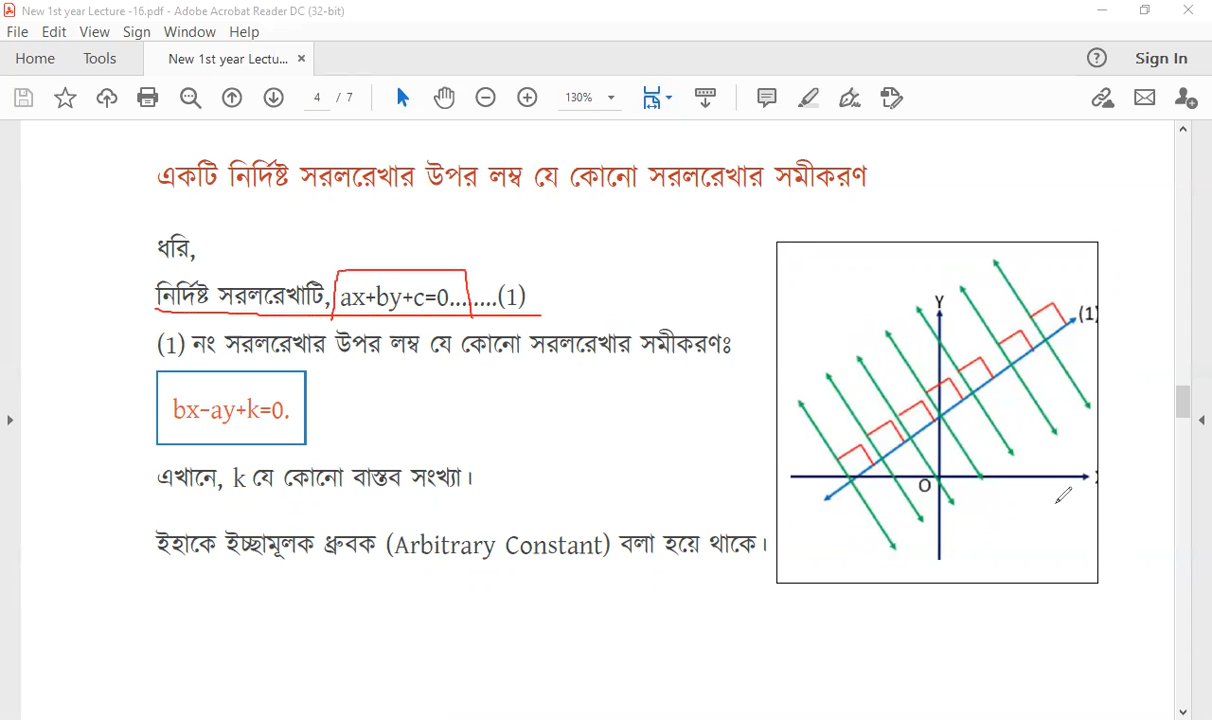 New 1st year Lecture -16.pdf - Adobe Acrobat Reader DC (32-bit)
File Edit View Sign Window Help
Home Tools New 1st year Lectu... × Sign In
4 / 7 130%
একটি নির্দিষ্ট সরলরেখার উপর লম্ব যে কোনো সরলরেখার সমীকরণ
ধরি,
নির্দিষ্ট সরলরেখাটি, ax+by+c=0........(1)
(1) নং সরলরেখার উপর লম্ব যে কোনো সরলরেখার সমীকরণঃ
bx-ay+k=0.
এখানে, k যে কোনো বাস্তব সংখ্যা।
ইহাকে ইচ্ছামূলক ধ্রুবক (Arbitrary Constant) বলা হয়ে থাকে।
Y
(1)
O